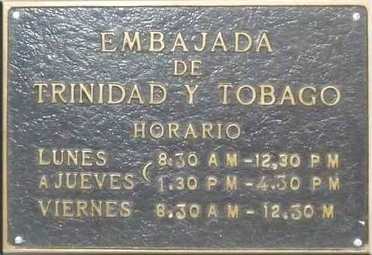 EMBAJADA
DE
TRINIDAD Y TOBAGO
HORARIO
LUNES 8:30 A M - 12,30 P M
A JUEVES ( 1.30 P M - 4.30 P M
VIERNES 8.30 A M - 12.30 M